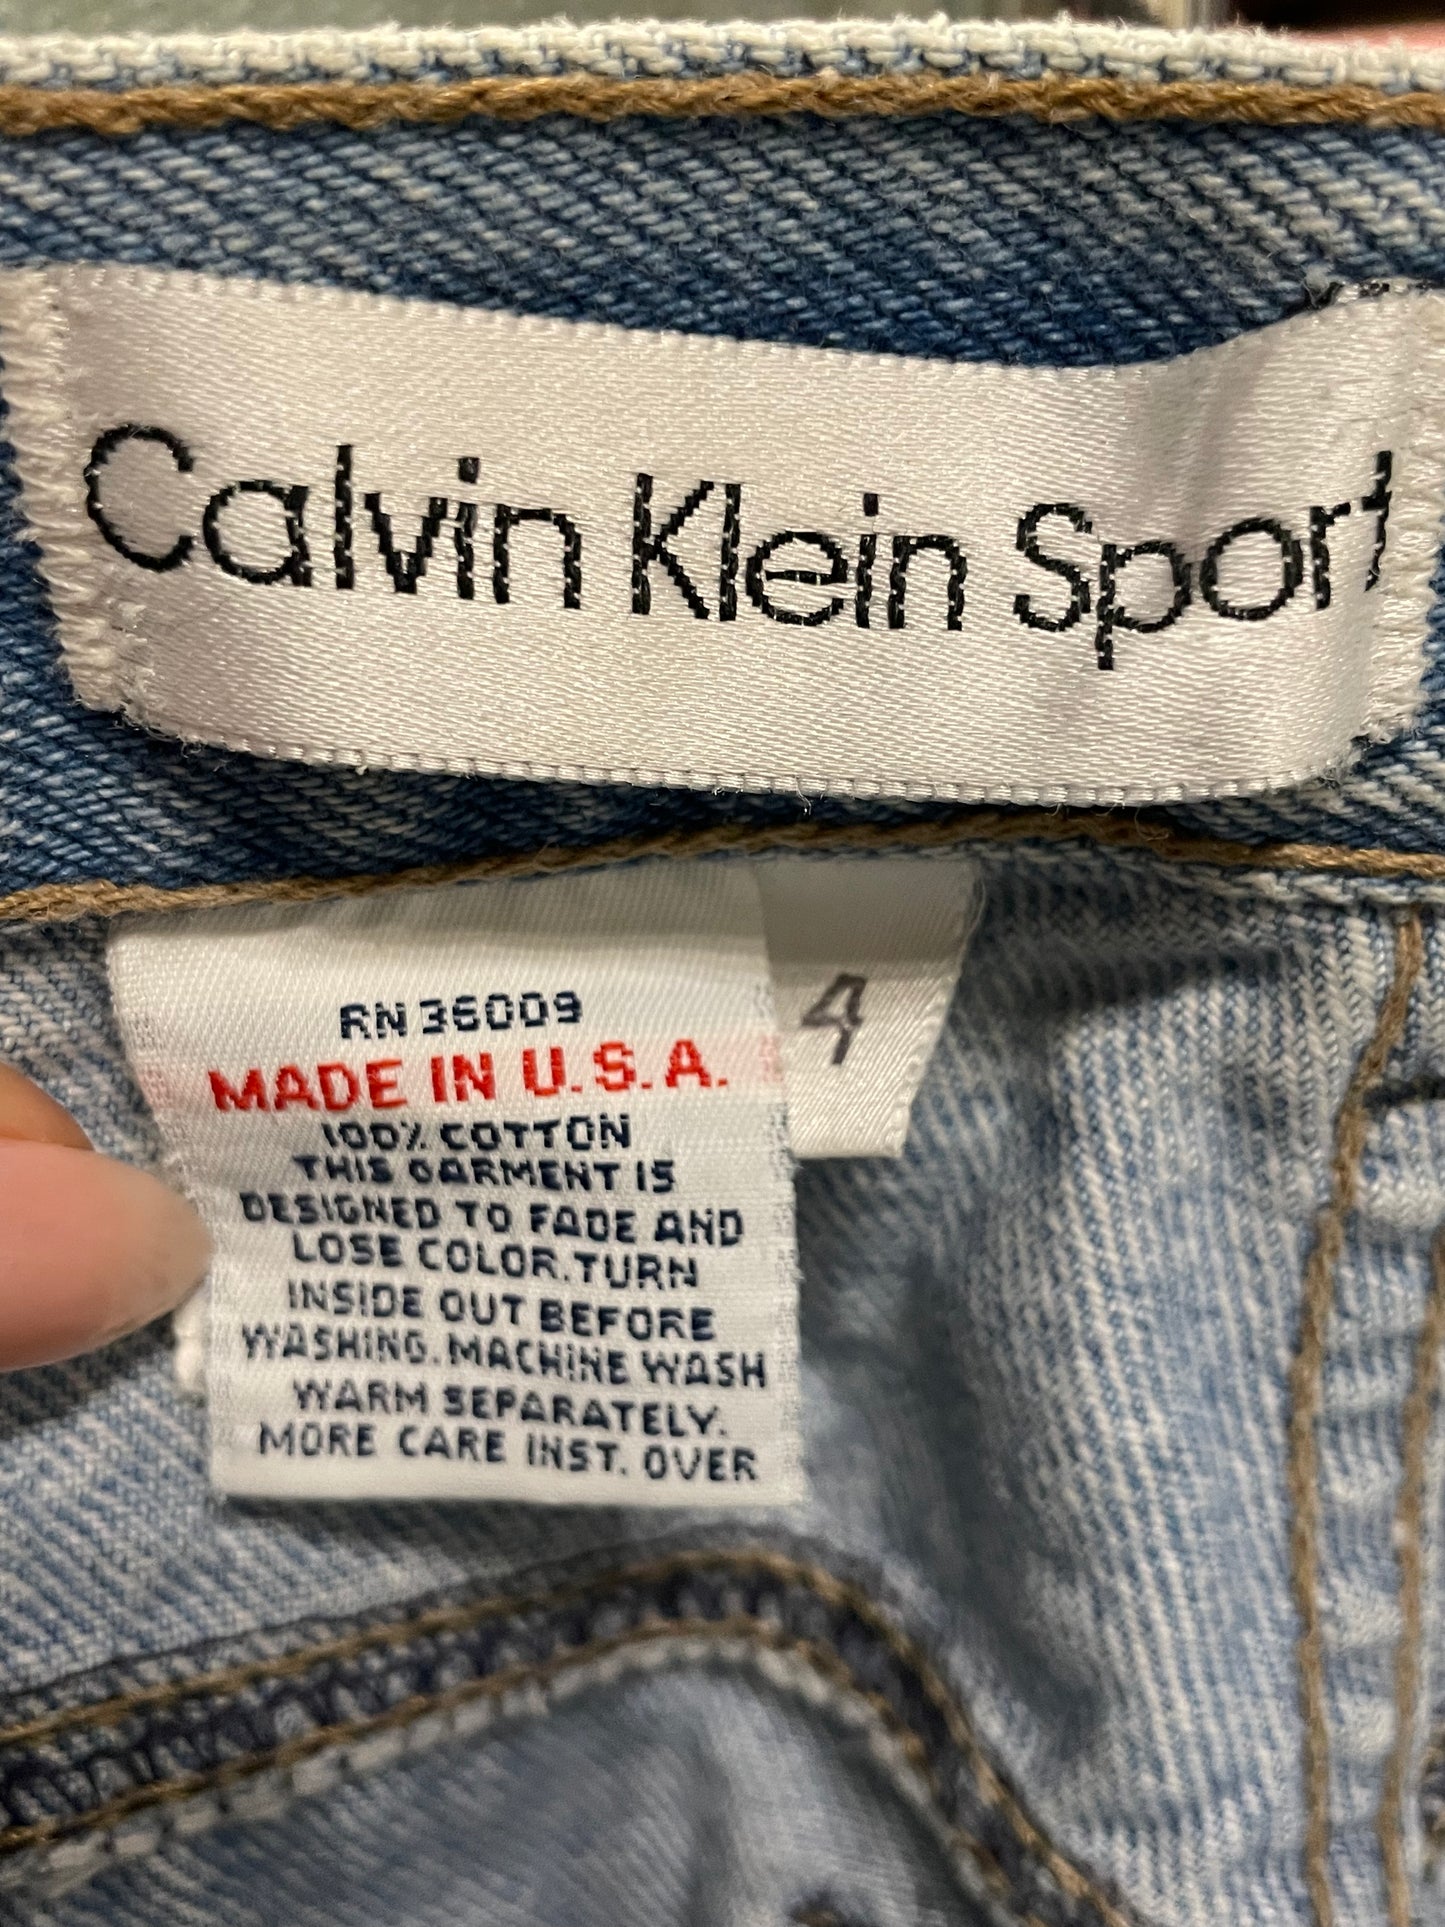 Calvin Klein Sport
RN 36009
4
MADE IN U.S.A.
100% COTTON
THIS GARMENT IS
DESIGNED TO FADE AND
LOSE COLOR.TURN
INSIDE OUT BEFORE
WASHING.MACHINE WASH
WARM SEPARATELY.
MORE CARE INST. OVER